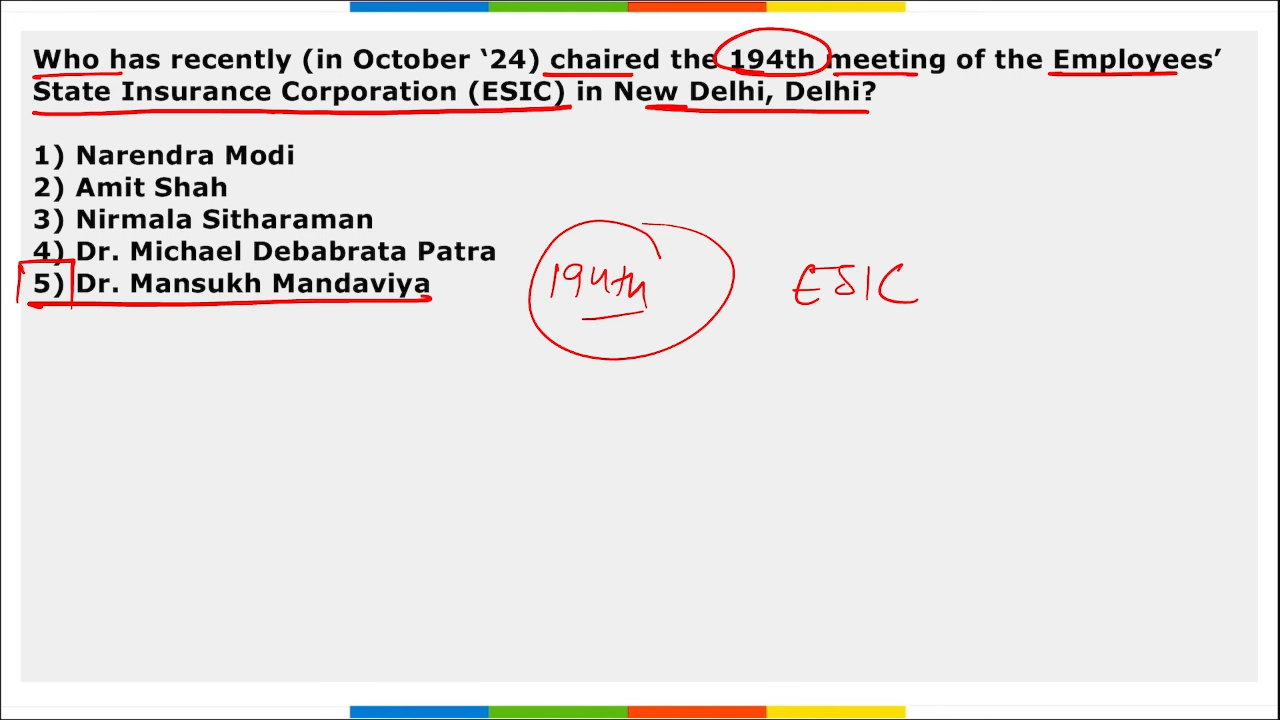 Who has recently (in October ‘24) chaired the 194th meeting of the Employees’
State Insurance Corporation (ESIC) in New Delhi, Delhi?
1) Narendra Modi
2) Amit Shah
3) Nirmala Sitharaman
4) Dr. Michael Debabrata Patra
5) Dr. Mansukh Mandaviya
194th ESIC